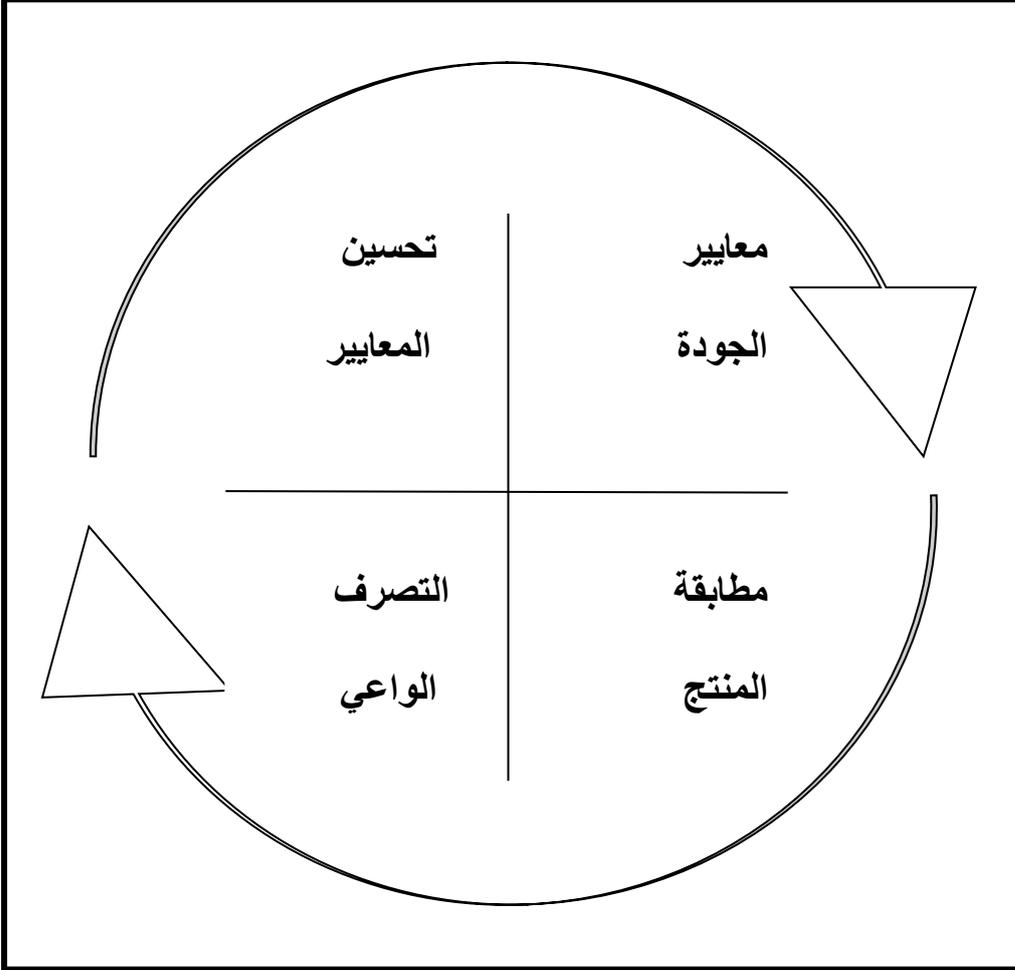 معايير
الجودة
تحسين
المعايير
مطابقة
المنتج
التصرف
الواعي